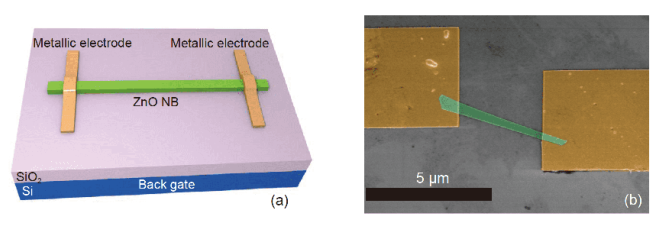 Metallic electrode Metallic electrode
ZnO NB
SiO₂
Si Back gate
(a)
5 μm
(b)